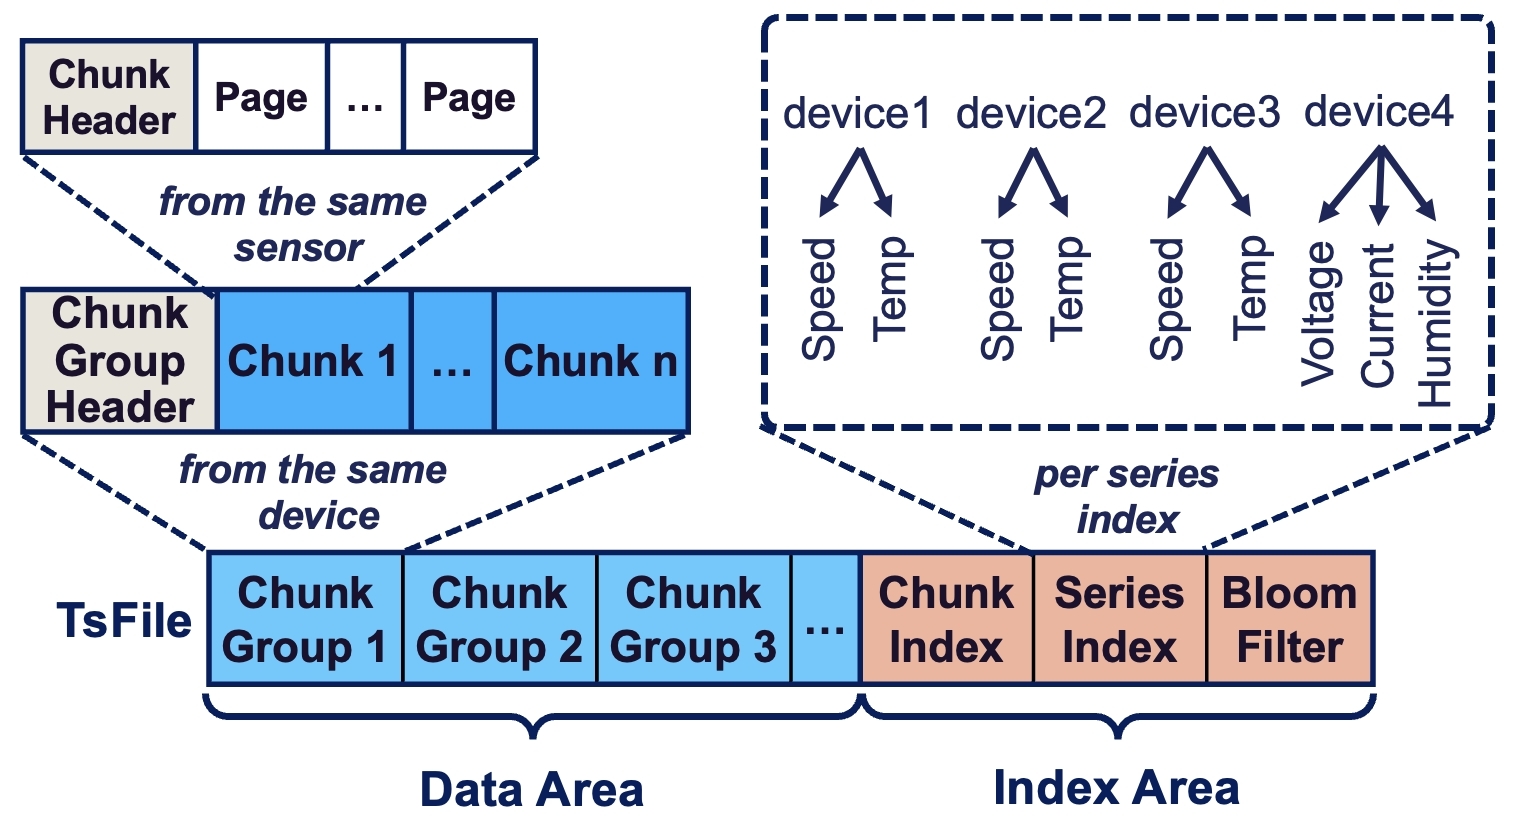 Chunk
Header
Page
...
Page
from the same
sensor
Chunk
Group
Header
Chunk 1
...
Chunk n
from the same
device
device1
device2
device3
device4
Speed
Temp
Speed
Temp
Speed
Temp
Voltage
Current
Humidity
per series
index
TsFile
Chunk
Group 1
Chunk
Group 2
Chunk
Group 3
...
Chunk
Index
Series
Index
Bloom
Filter
Data Area
Index Area